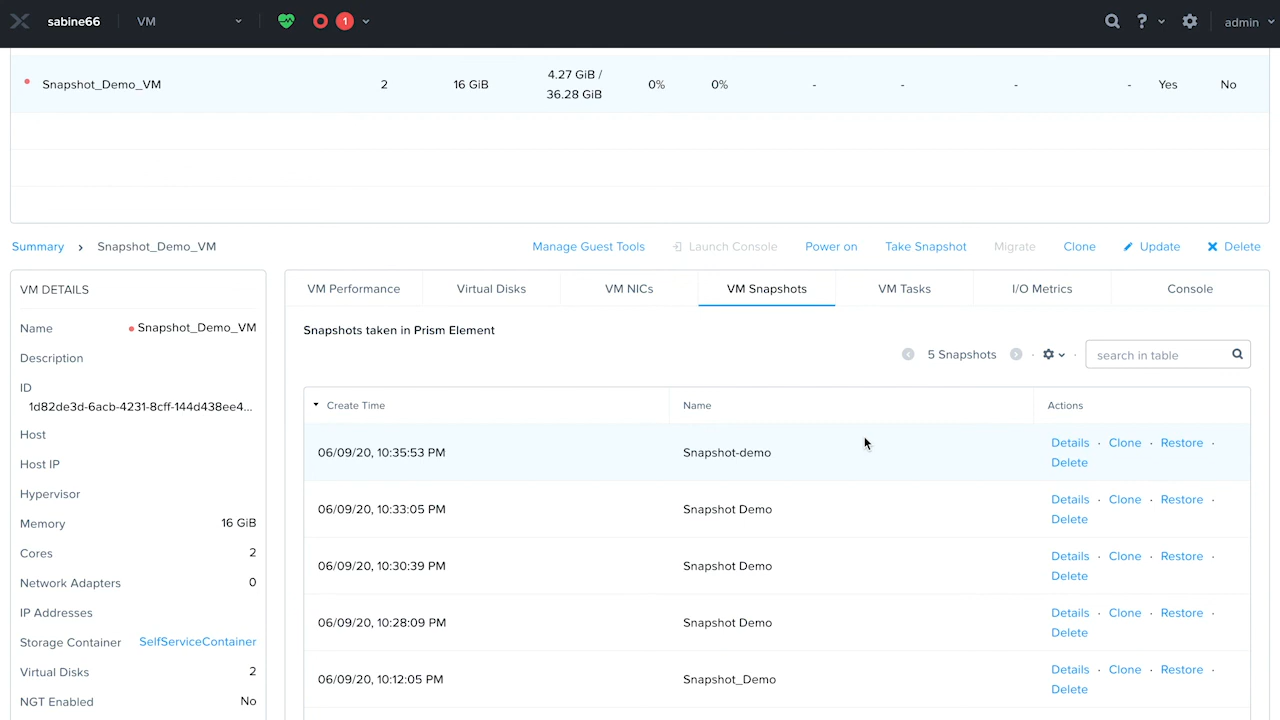 sabine66 VM 1 ? admin
Snapshot_Demo_VM 2 16 GiB 4.27 GiB / 36.28 GiB 0% 0% - - - - Yes No
Summary > Snapshot_Demo_VM Manage Guest Tools Launch Console Power on Take Snapshot Migrate Clone Update Delete
VM DETAILS
Name Snapshot_Demo_VM
Description
ID
1d82de3d-6acb-4231-8cff-144d438ee4...
Host
Host IP
Hypervisor
Memory 16 GiB
Cores 2
Network Adapters 0
IP Addresses
Storage Container SelfServiceContainer
Virtual Disks 2
NGT Enabled No
VM Performance Virtual Disks VM NICs VM Snapshots VM Tasks I/O Metrics Console
Snapshots taken in Prism Element
5 Snapshots · · search in table
Create Time Name Actions
06/09/20, 10:35:53 PM Snapshot-demo Details · Clone · Restore ·
Delete
06/09/20, 10:33:05 PM Snapshot Demo Details · Clone · Restore ·
Delete
06/09/20, 10:30:39 PM Snapshot Demo Details · Clone · Restore ·
Delete
06/09/20, 10:28:09 PM Snapshot Demo Details · Clone · Restore ·
Delete
06/09/20, 10:12:05 PM Snapshot_Demo Details · Clone · Restore ·
Delete